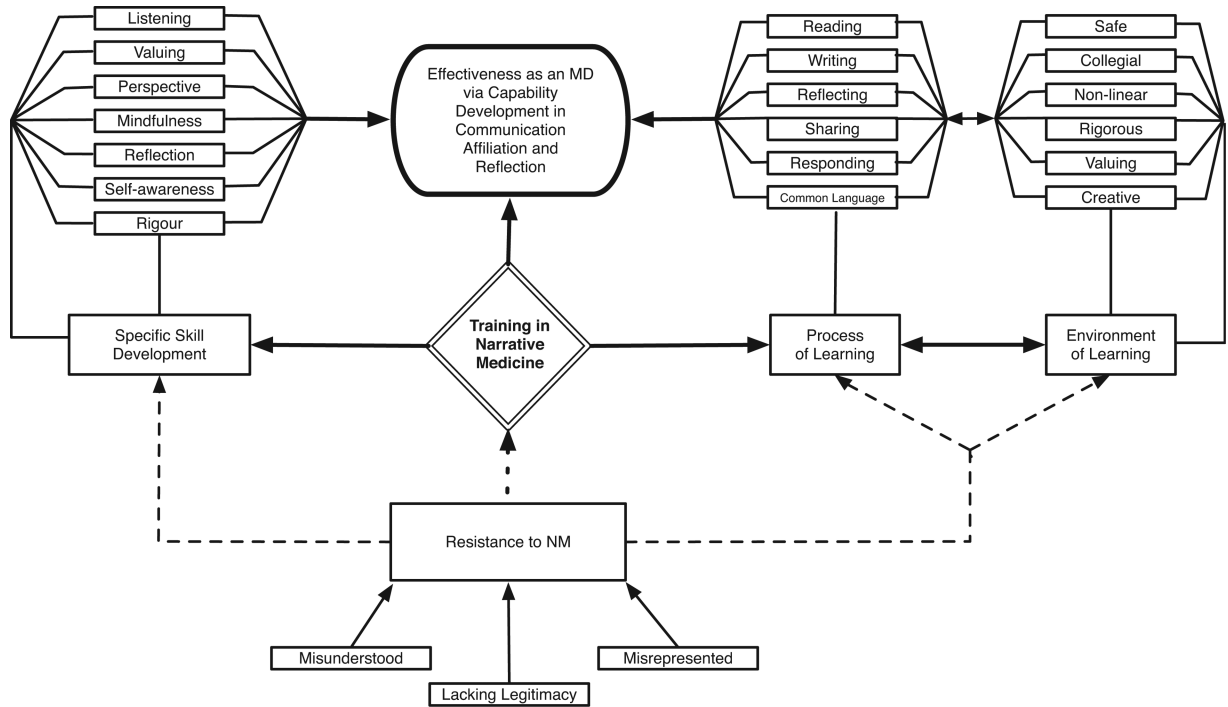 Listening
Valuing
Perspective
Mindfulness
Reflection
Self-awareness
Rigour
Effectiveness as an MD
via Capability
Development in
Communication
Affiliation and
Reflection
Reading
Writing
Reflecting
Sharing
Responding
Common Language
Safe
Collegial
Non-linear
Rigorous
Valuing
Creative
Specific Skill
Development
Training in
Narrative
Medicine
Process
of Learning
Environment
of Learning
Resistance to NM
Misunderstood
Lacking Legitimacy
Misrepresented